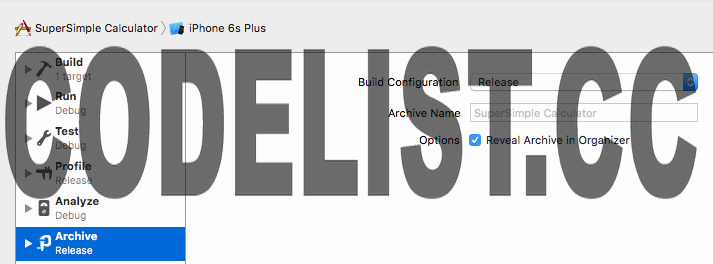 SuperSimple Calculator iPhone 6s Plus
Build
1 target
Run
Debug
Test
Debug
Profile
Release
Analyze
Debug
Archive
Release
Build Configuration Release
Archive Name SuperSimple Calculator
Options Reveal Archive in Organizer
CODELIST.CC